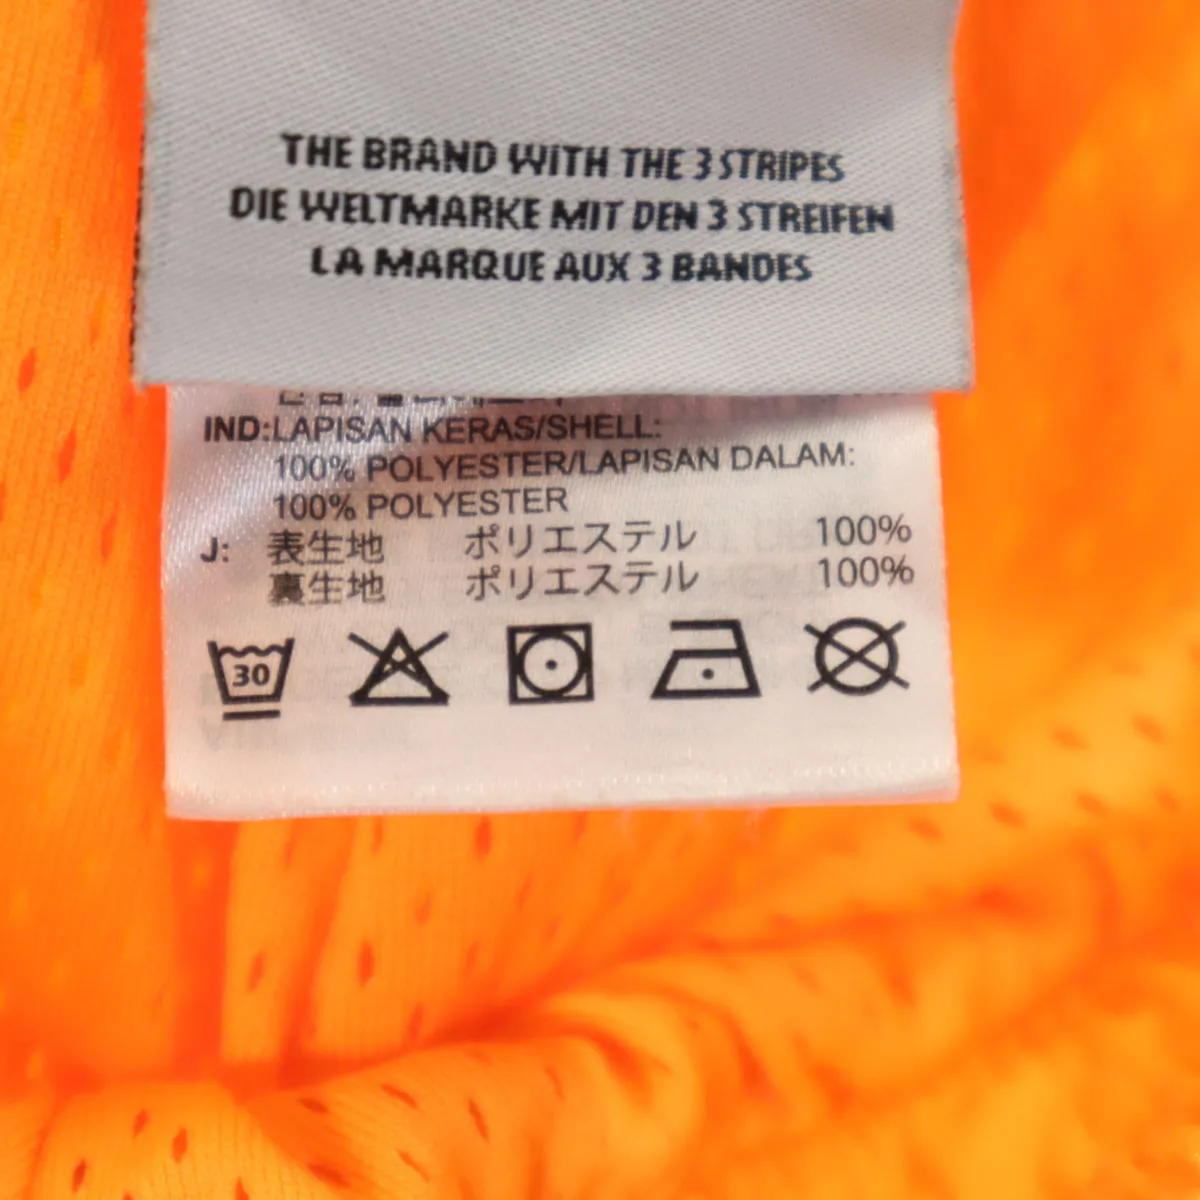 THE BRAND WITH THE 3 STRIPES
DIE WELTMARKE MIT DEN 3 STREIFEN
LA MARQUE AUX 3 BANDES
IND:LAPISAN KERAS/SHELL:
100% POLYESTER/LAPISAN DALAM:
100% POLYESTER
J: 表生地 ポリエステル 100%
裏生地 ポリエステル 100%
30